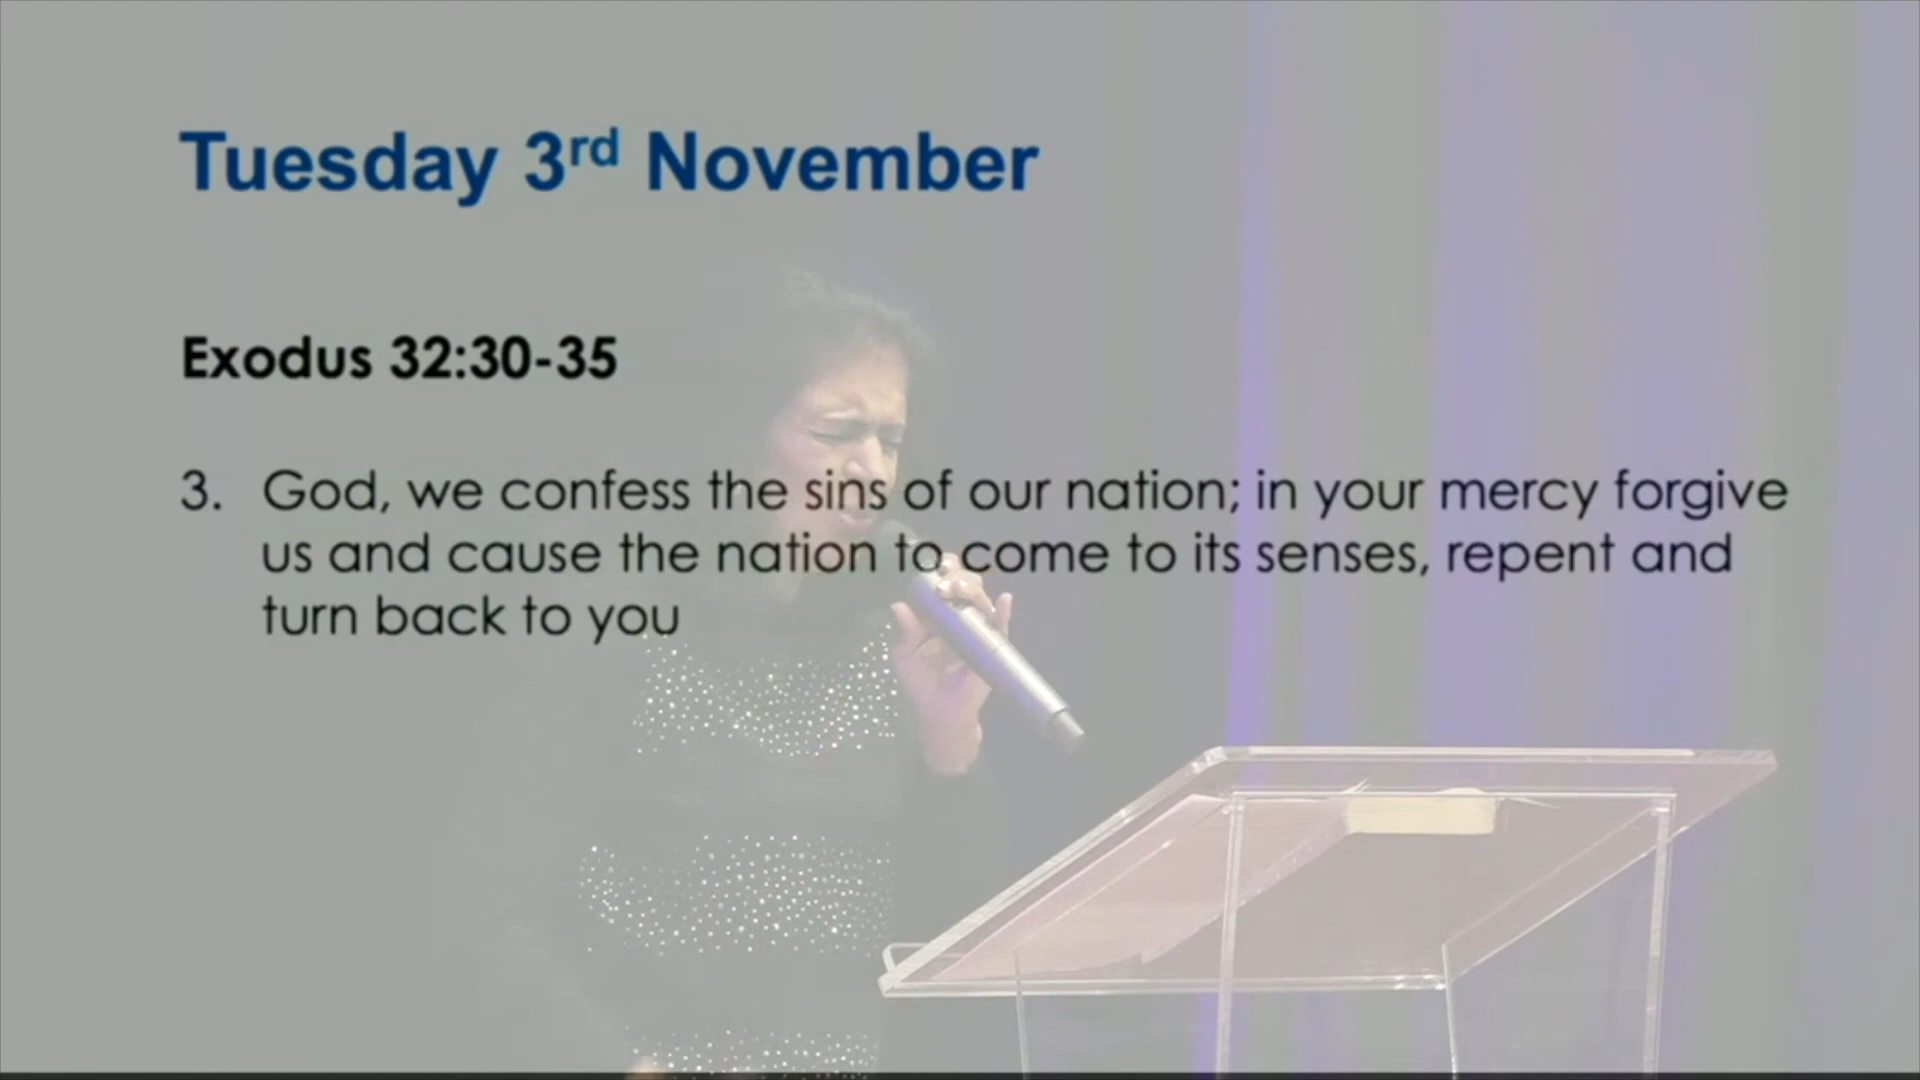 Tuesday 3rd November
Exodus 32:30-35
3. God, we confess the sins of our nation; in your mercy forgive
us and cause the nation to come to its senses, repent and
turn back to you